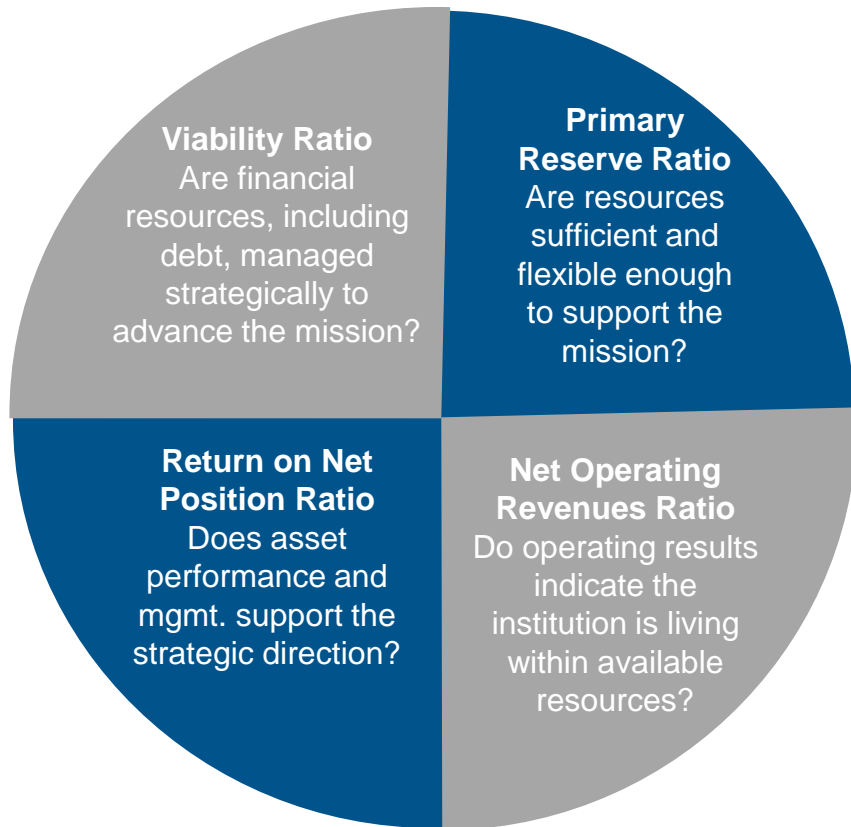 Viability Ratio
Are financial
resources, including
debt, managed
strategically to
advance the mission?
Primary
Reserve Ratio
Are resources
sufficient and
flexible enough
to support the
mission?
Return on Net
Position Ratio
Does asset
performance and
mgmt. support the
strategic direction?
Net Operating
Revenues Ratio
Do operating results
indicate the
institution is living
within available
resources?